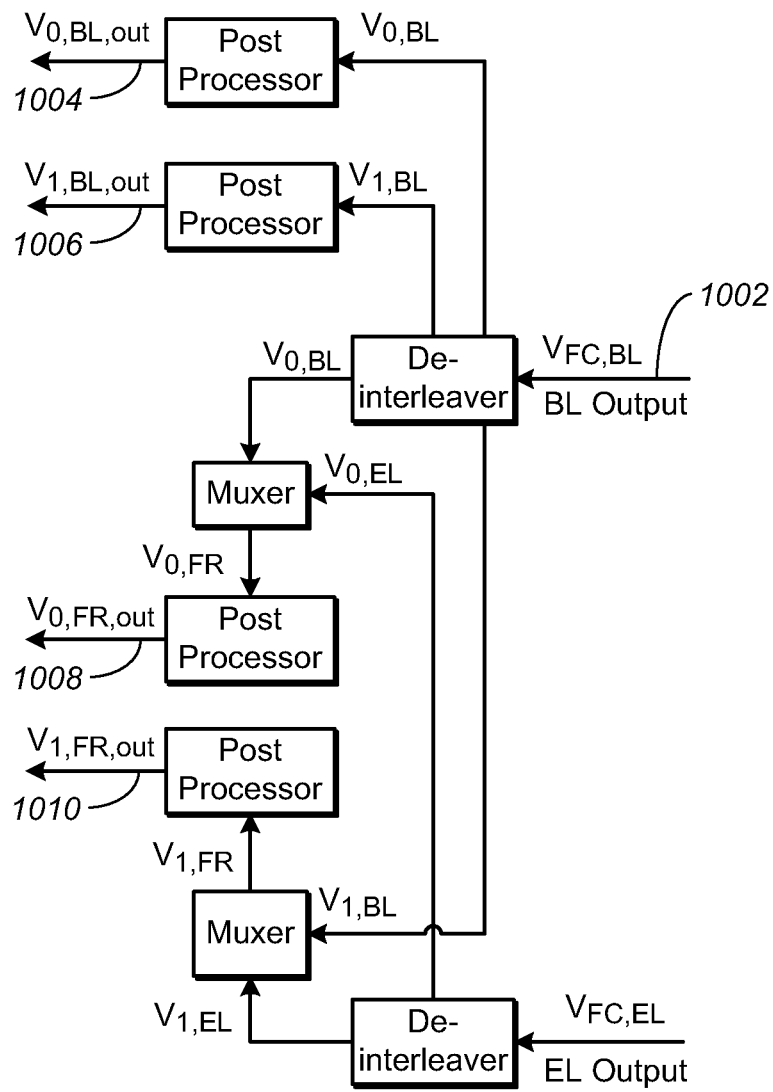 V0,BL,out
Post
Processor
V0,BL
1004
V1,BL,out
Post
Processor
V1,BL
1006
1002
V0,BL
De-
interleaver
VFC,BL
BL Output
Muxer
V0,EL
V0,FR
V0,FR,out
Post
Processor
1008
V1,FR,out
Post
Processor
1010
V1,FR
Muxer
V1,BL
V1,EL
De-
interleaver
VFC,EL
EL Output